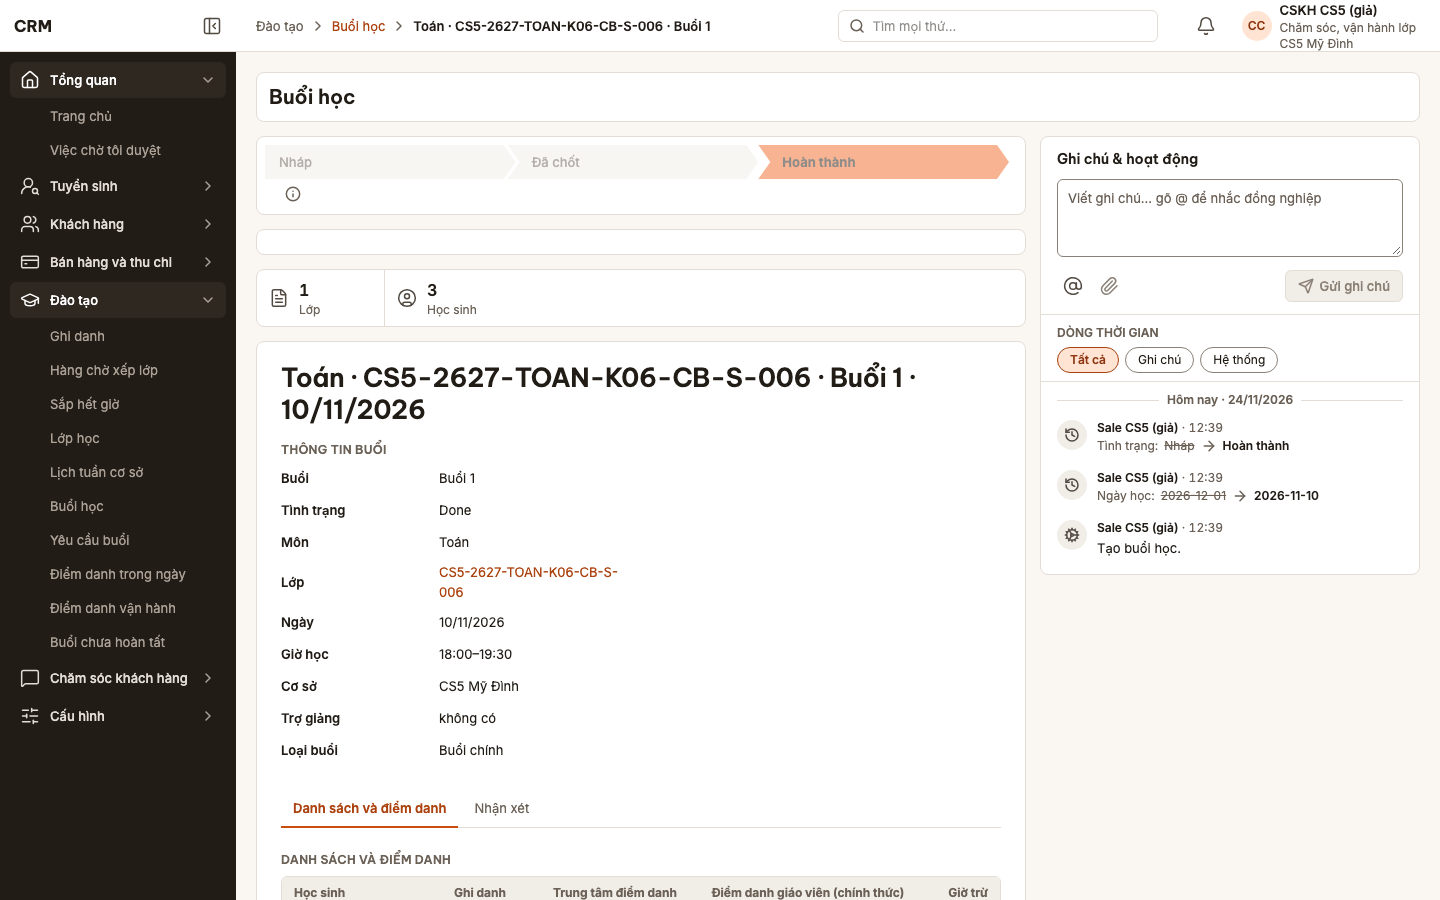 CRM
Đào tạo > Buổi học > Toán · CS5-2627-TOAN-K06-CB-S-006 · Buổi 1
Tìm mọi thứ...
CC
CSKH CS5 (giả)
Chăm sóc, vận hành lớp
CS5 Mỹ Đình
Tổng quan
Trang chủ
Việc chờ tôi duyệt
Tuyển sinh
Khách hàng
Bán hàng và thu chi
Đào tạo
Ghi danh
Hàng chờ xếp lớp
Sắp hết giờ
Lớp học
Lịch tuần cơ sở
Buổi học
Yêu cầu buổi
Điểm danh trong ngày
Điểm danh vận hành
Buổi chưa hoàn tất
Chăm sóc khách hàng
Cấu hình
Buổi học
Nháp
Đã chốt
Hoàn thành
1
Lớp
3
Học sinh
Toán · CS5-2627-TOAN-K06-CB-S-006 · Buổi 1 ·
10/11/2026
THÔNG TIN BUỔI
Buổi Buổi 1
Tình trạng Done
Môn Toán
Lớp CS5-2627-TOAN-K06-CB-S-
006
Ngày 10/11/2026
Giờ học 18:00–19:30
Cơ sở CS5 Mỹ Đình
Trợ giảng không có
Loại buổi Buổi chính
Danh sách và điểm danh Nhận xét
DANH SÁCH VÀ ĐIỂM DANH
Học sinh Ghi danh Trung tâm điểm danh Điểm danh giáo viên (chính thức) Giờ trừ
Ghi chú & hoạt động
Viết ghi chú... gõ @ để nhắc đồng nghiệp
Gửi ghi chú
DÒNG THỜI GIAN
Tất cả Ghi chú Hệ thống
Hôm nay · 24/11/2026
Sale CS5 (giả) · 12:39
Tình trạng: Nháp → Hoàn thành
Sale CS5 (giả) · 12:39
Ngày học: 2026-12-01 → 2026-11-10
Sale CS5 (giả) · 12:39
Tạo buổi học.